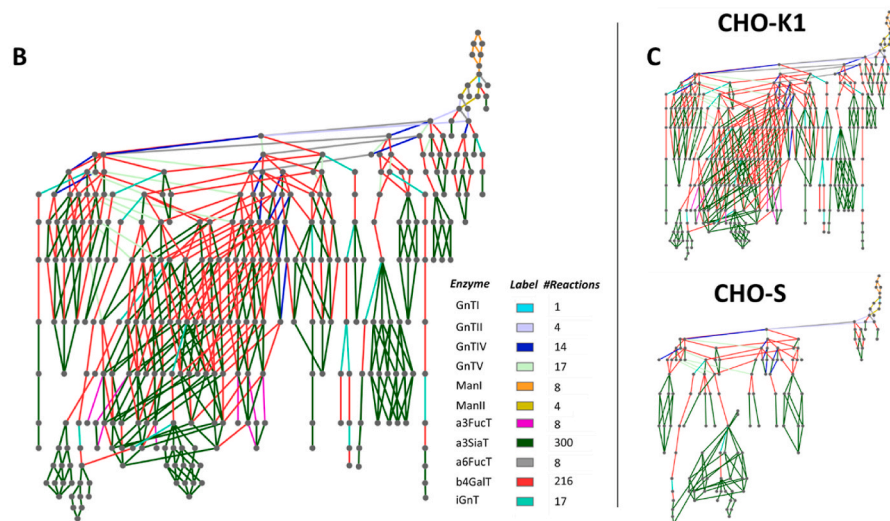 B
CHO-K1
C
Enzyme Label #Reactions
GnTI 1
GnTII 4
GnTIV 14
GnTV 17
ManI 8
ManII 4
a3FucT 8
a3SiaT 300
a6FucT 8
b4GalT 216
iGnT 17
CHO-S